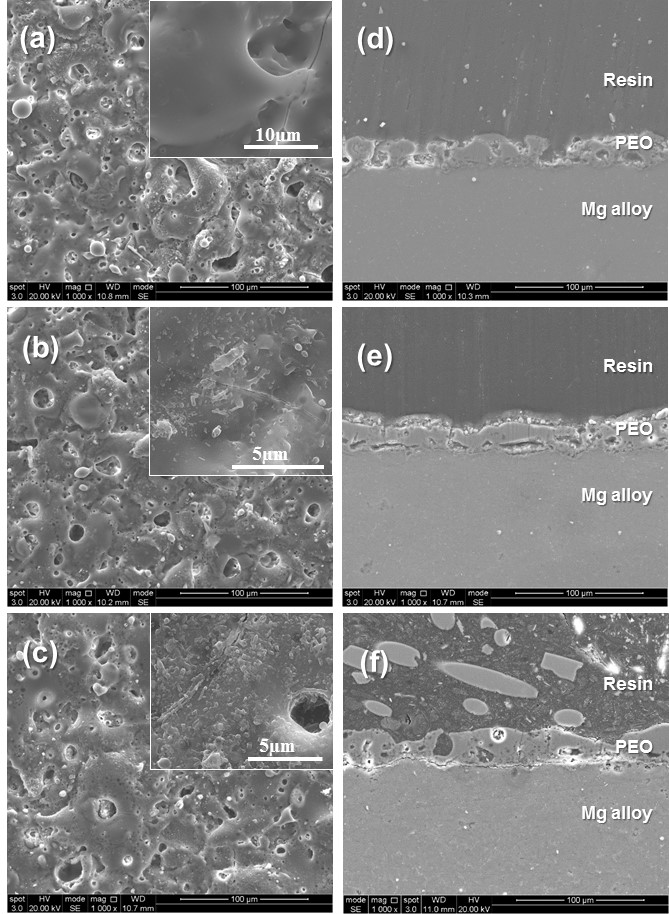 (a)
10μm
spot HV mag □ WD mode 100 μm
3.0 20.00 kV 1 000 x 10.8 mm SE
(d)
Resin
PEO
Mg alloy
spot HV mode mag □ WD 100 μm
3.0 20.00 kV SE 1 000 x 10.3 mm
(b)
5μm
spot HV mag □ WD mode 100 μm
3.0 20.00 kV 1 000 x 10.2 mm SE
(e)
Resin
PEO
Mg alloy
spot HV mag □ WD mode 100 μm
3.0 20.00 kV 1 000 x 10.7 mm SE
(c)
5μm
spot HV mag □ WD mode 100 μm
3.0 20.00 kV 1 000 x 10.7 mm SE
(f)
Resin
PEO
Mg alloy
mode mag □ spot WD HV 100 μm
SE 1 000 x 3.0 11.0 mm 20.00 kV